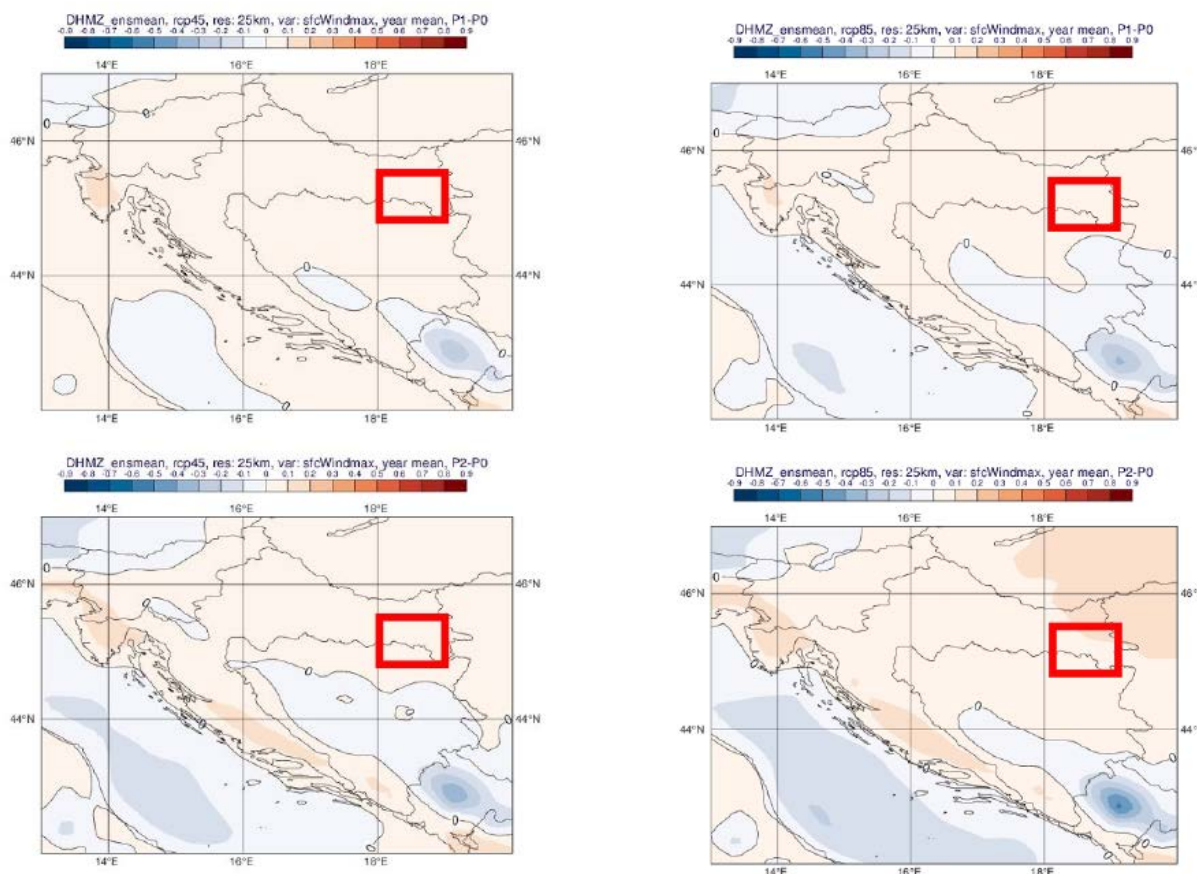 DHMZ_ensmean, rcp45, res: 25km, var: sfcWindmax, year mean, P1-P0
-0.9 -0.8 -0.7 -0.6 -0.5 -0.4 -0.3 -0.2 -0.1 0 0.1 0.2 0.3 0.4 0.5 0.6 0.7 0.8 0.9
14°E 16°E 18°E
0
46°N
0
44°N
0
0
0
14°E 16°E 18°E
DHMZ_ensmean, rcp85, res: 25km, var: sfcWindmax, year mean, P1-P0
-0.9 -0.8 -0.7 -0.6 -0.5 -0.4 -0.3 -0.2 -0.1 0 0.1 0.2 0.3 0.4 0.5 0.6 0.7 0.8 0.9
14°E 16°E 18°E
0
46°N
0
0
0
44°N
0
14°E 16°E 18°E
DHMZ_ensmean, rcp45, res: 25km, var: sfcWindmax, year mean, P2-P0
-0.9 -0.8 -0.7 -0.6 -0.5 -0.4 -0.3 -0.2 -0.1 0 0.1 0.2 0.3 0.4 0.5 0.6 0.7 0.8 0.9
14°E 16°E 18°E
0
46°N
0
0
44°N
0
0
14°E 16°E 18°E
DHMZ_ensmean, rcp85, res: 25km, var: sfcWindmax, year mean, P2-P0
-0.9 -0.8 -0.7 -0.6 -0.5 -0.4 -0.3 -0.2 -0.1 0 0.1 0.2 0.3 0.4 0.5 0.6 0.7 0.8 0.9
14°E 16°E 18°E
0
46°N
0
44°N
0
14°E 16°E 18°E